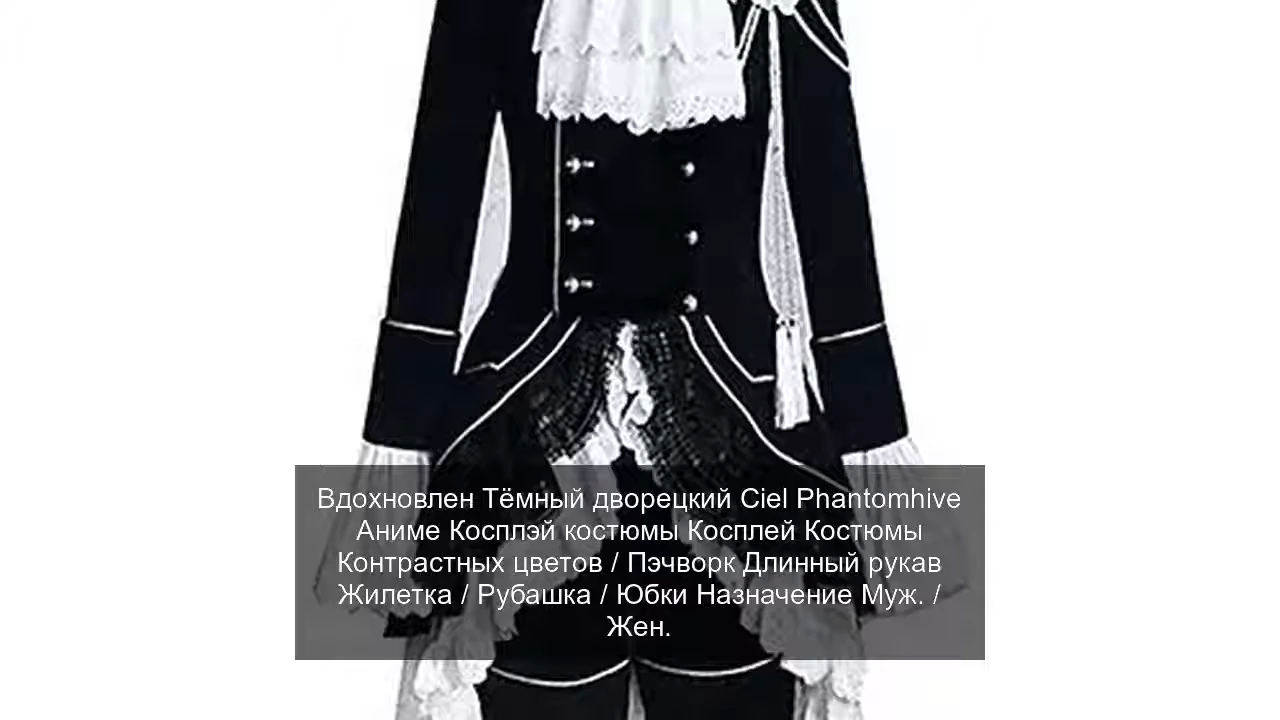 Вдохновлен Тёмный дворецкий Ciel Phantomhive
Аниме Косплэй костюмы Косплей Костюмы
Контрастных цветов / Пэчворк Длинный рукав
Жилетка / Рубашка / Юбки Назначение Муж. /
Жен.